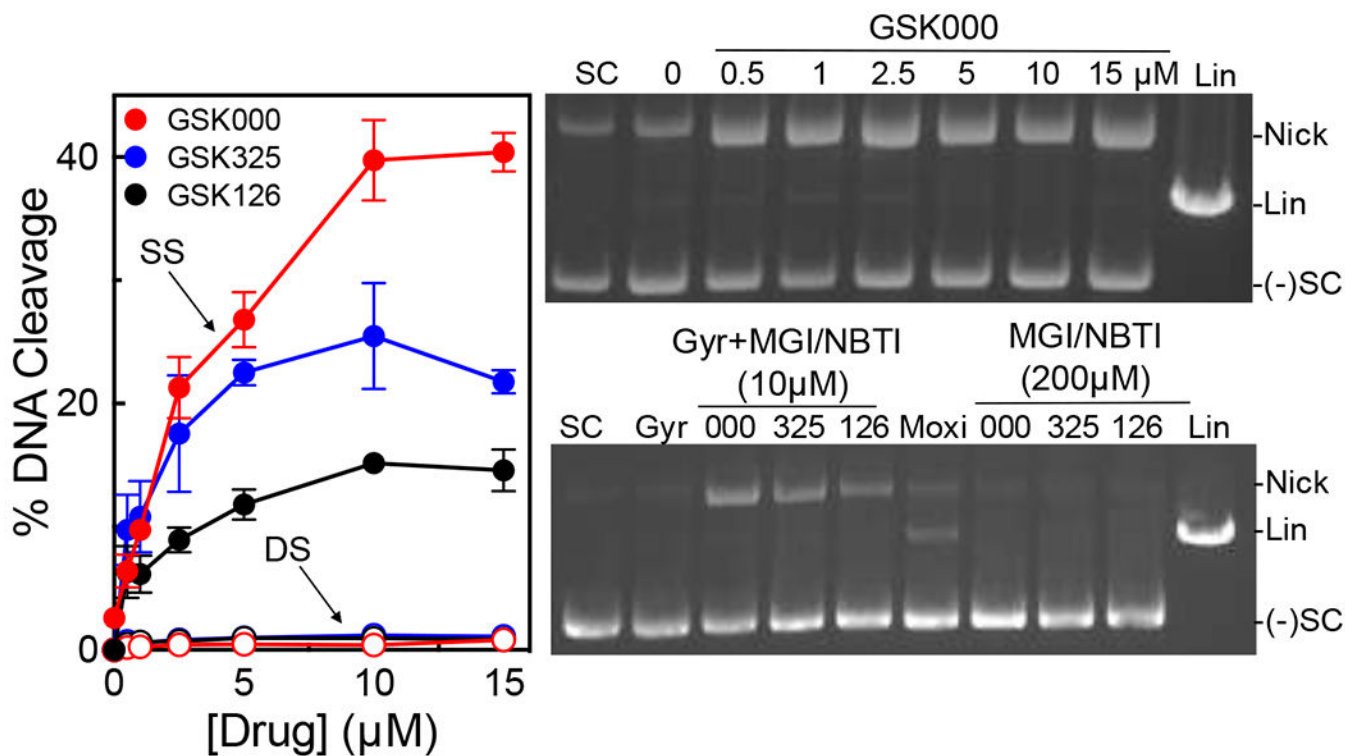 % DNA Cleavage
40
20
0
GSK000
GSK325
GSK126
SS
DS
0 5 10 15
[Drug] (µM)
GSK000
SC 0 0.5 1 2.5 5 10 15 µM Lin
-Nick
-Lin
-(-)SC
Gyr+MGI/NBTI MGI/NBTI
(10µM) (200µM)
SC Gyr 000 325 126 Moxi 000 325 126 Lin
-Nick
-Lin
-(-)SC